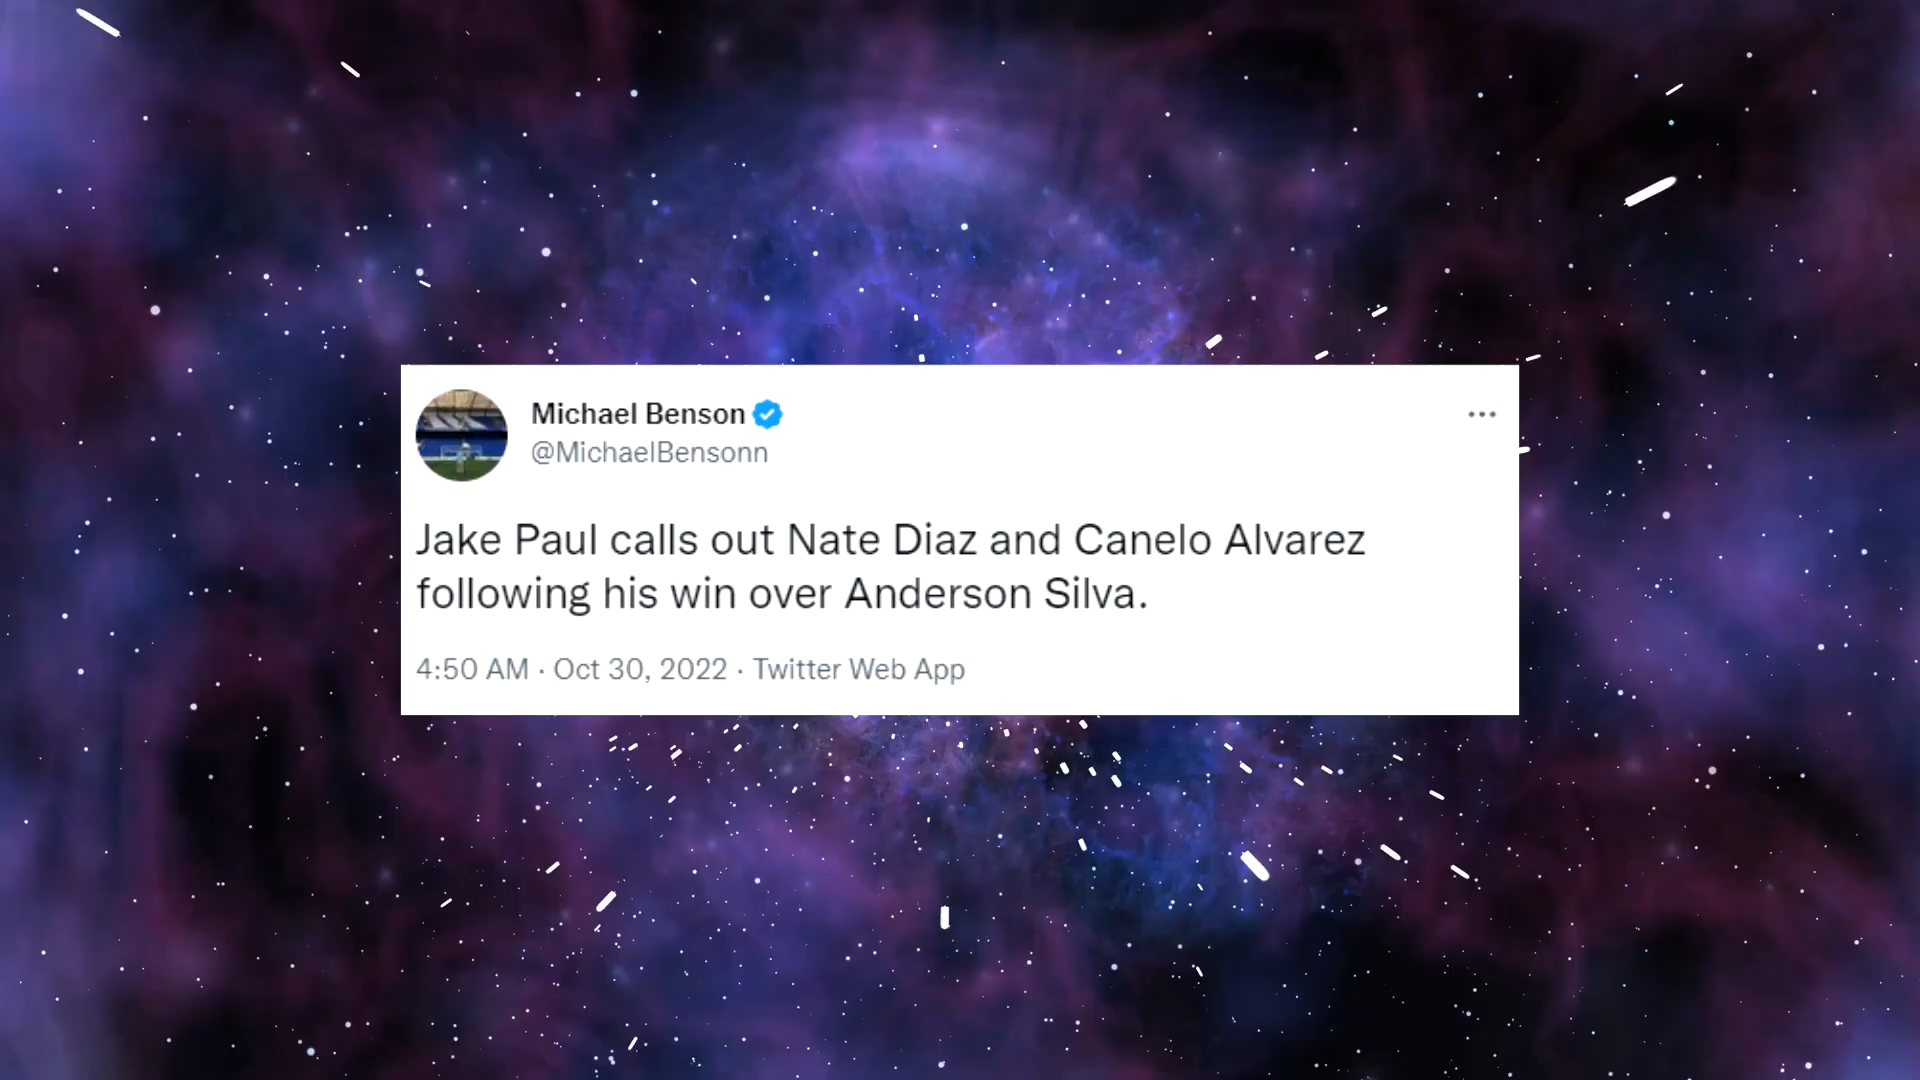 Michael Benson
@MichaelBensonn
Jake Paul calls out Nate Diaz and Canelo Alvarez
following his win over Anderson Silva.
4:50 AM · Oct 30, 2022 · Twitter Web App